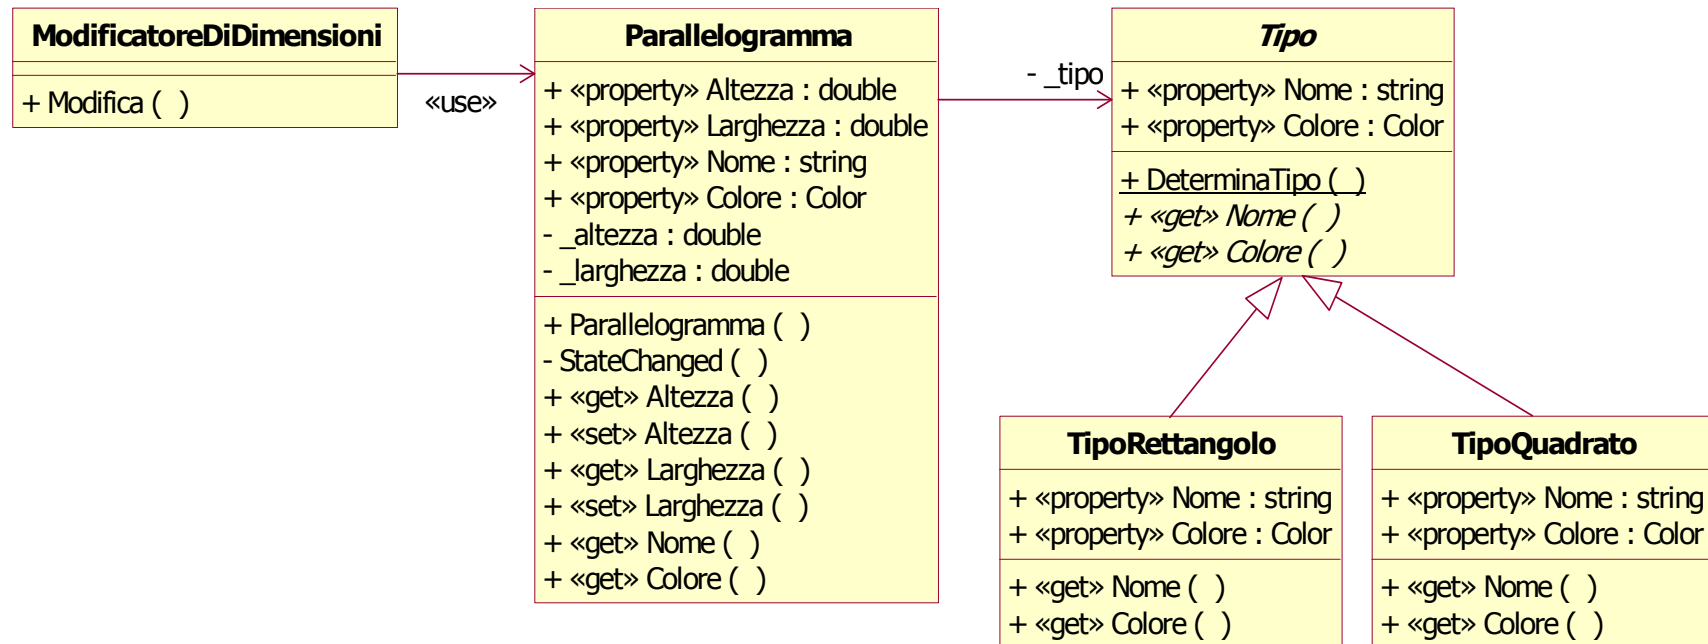 ModificatoreDiDimensioni
+ Modifica ( )
«use»
Parallelogramma
+ «property» Altezza : double
+ «property» Larghezza : double
+ «property» Nome : string
+ «property» Colore : Color
- _altezza : double
- _larghezza : double
+ Parallelogramma ( )
- StateChanged ( )
+ «get» Altezza ( )
+ «set» Altezza ( )
+ «get» Larghezza ( )
+ «set» Larghezza ( )
+ «get» Nome ( )
+ «get» Colore ( )
- _tipo
Tipo
+ «property» Nome : string
+ «property» Colore : Color
+ DeterminaTipo ( )
+ «get» Nome ( )
+ «get» Colore ( )
TipoRettangolo
+ «property» Nome : string
+ «property» Colore : Color
+ «get» Nome ( )
+ «get» Colore ( )
TipoQuadrato
+ «property» Nome : string
+ «property» Colore : Color
+ «get» Nome ( )
+ «get» Colore ( )